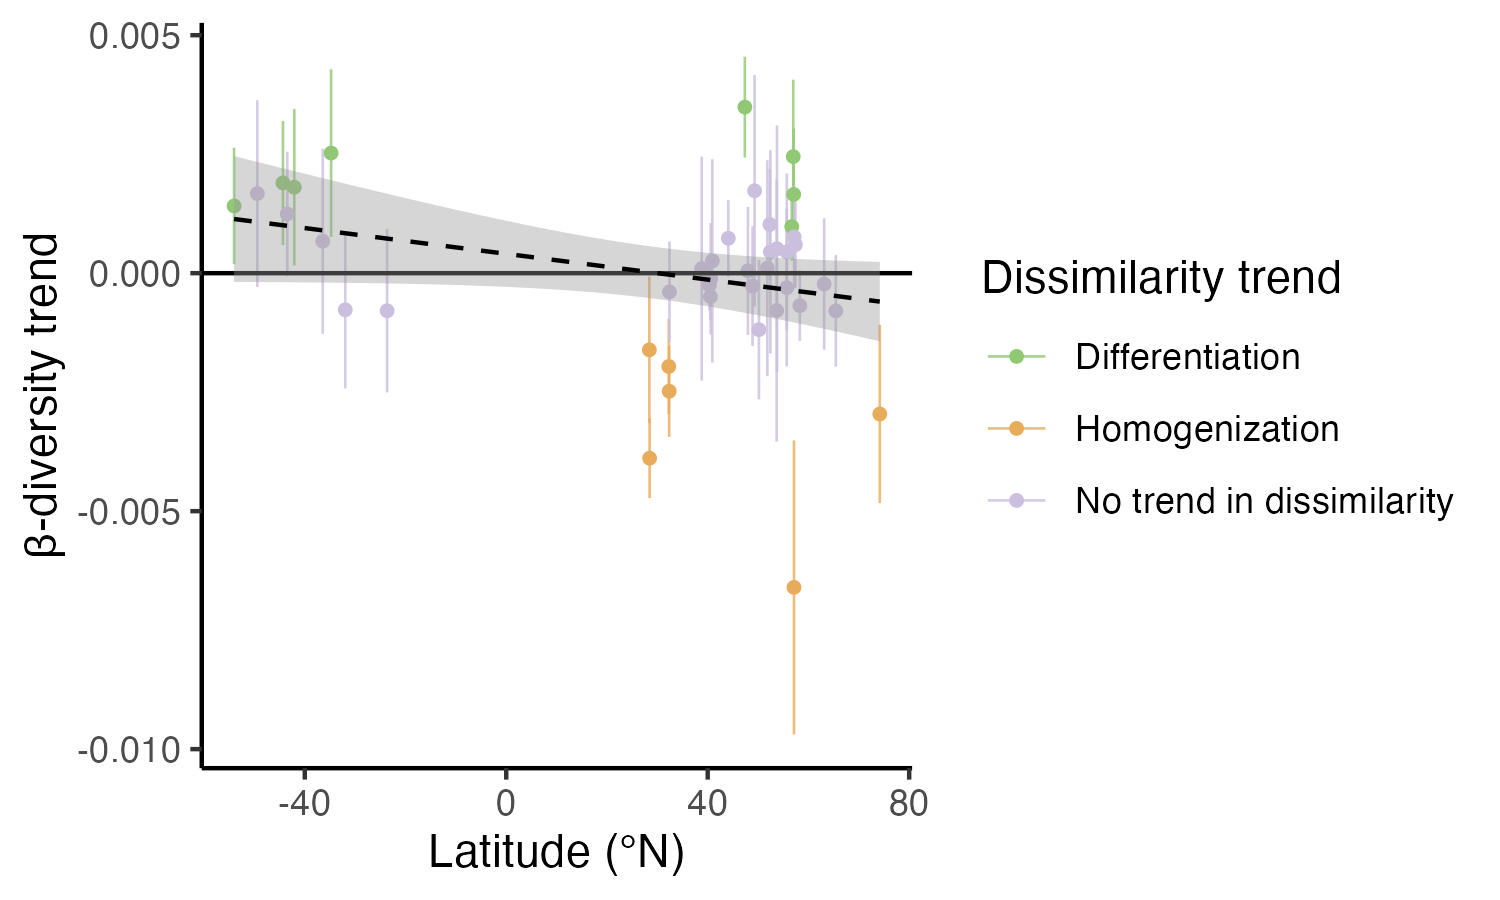 0.005
0.000
-0.005
-0.010
β-diversity trend
-40
0
40
80
Latitude (°N)
Dissimilarity trend
Differentiation
Homogenization
No trend in dissimilarity